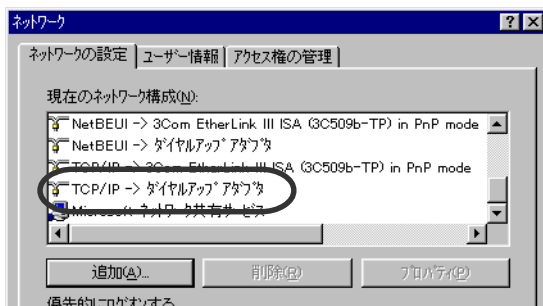 ネットワーク
ネットワークの設定 ユーザー情報 アクセス権の管理
現在のネットワーク構成(N):
NetBEUI -> 3Com EtherLink III ISA (3C509b-TP) in PnP mode
NetBEUI -> ダイヤルアップ アダプタ
TCP/IP -> 3Com EtherLink III ISA (3C509b-TP) in PnP mode
TCP/IP -> ダイヤルアップ アダプタ
Microsoft ネットワーク共有サービス
追加(A)... 削除(R) プロパティ(P)
優先的にログオンする